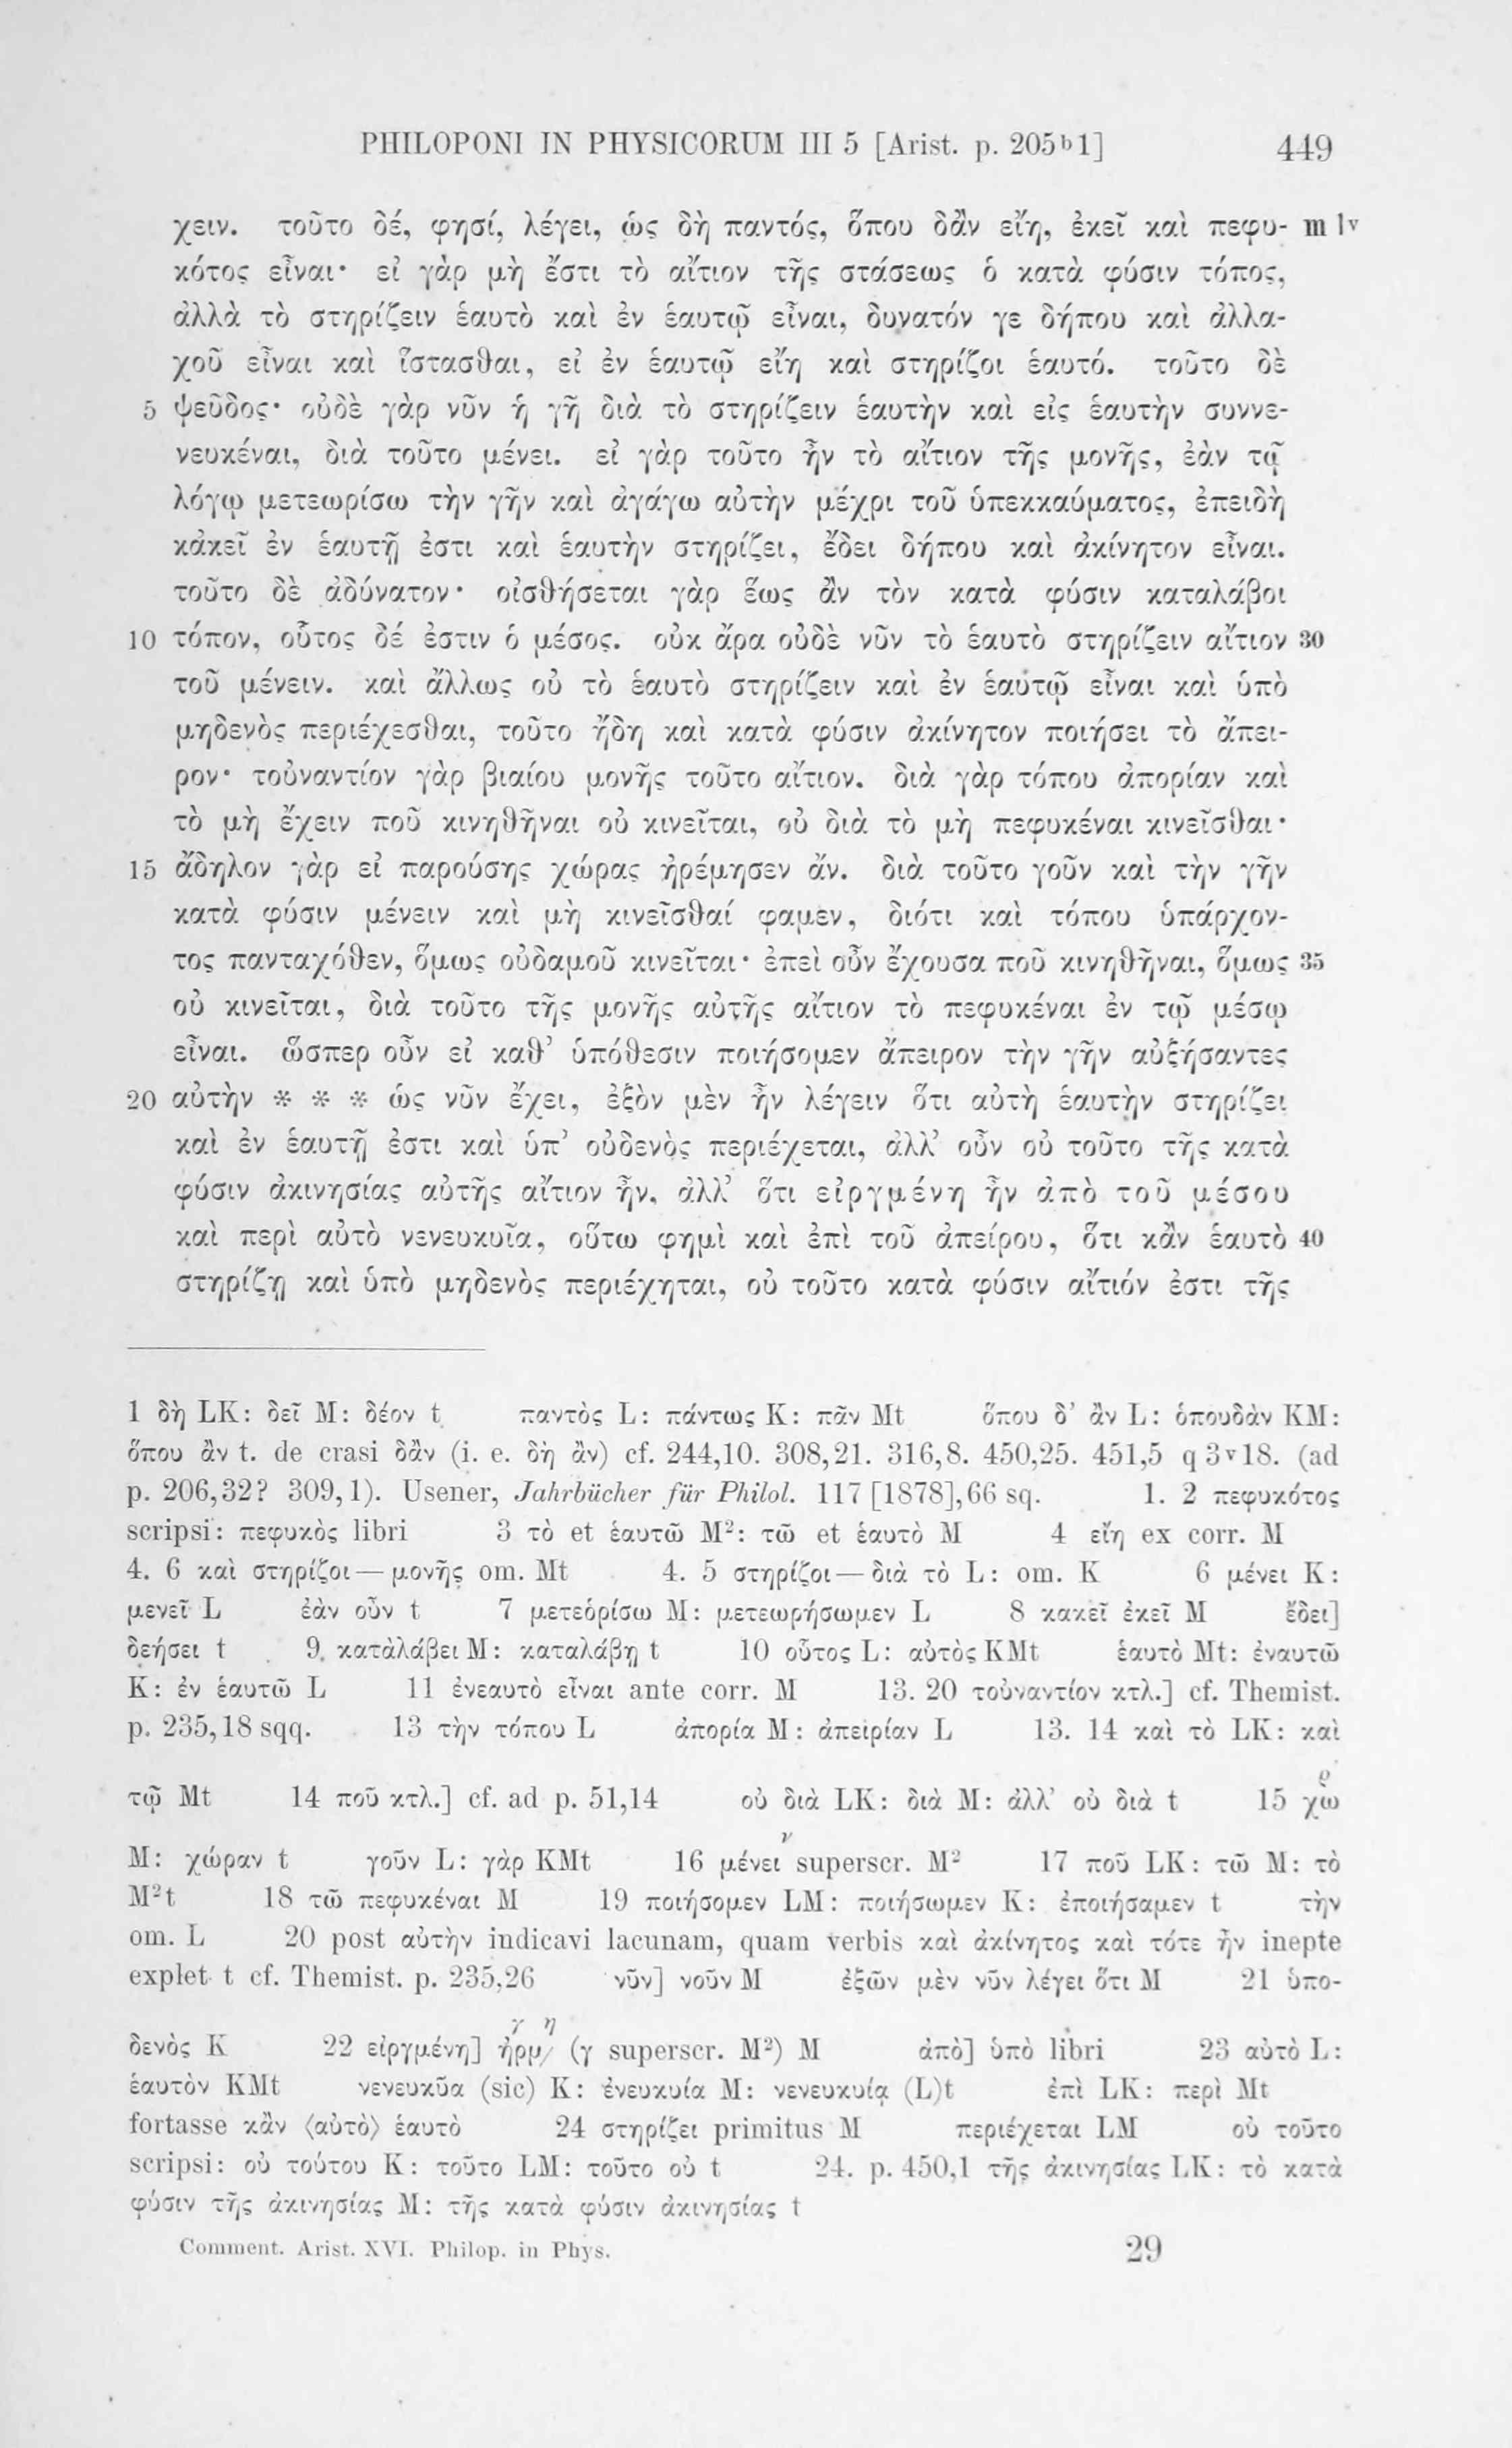 PHILOPONI IN PHYSICORUM III 5 [Arist. p. 205ᵇ1] 449
χειν. τοῦτο δέ, φησί, λέγει, ὡς δὴ παντός, ὅπου δἂν εἴη, ἐκεῖ καὶ πεφυ- m 1ᵛ
κότος εἶναι· εἰ γὰρ μὴ ἔστι τὸ αἴτιον τῆς στάσεως ὁ κατὰ φύσιν τόπος,
ἀλλὰ τὸ στηρίζειν ἑαυτὸ καὶ ἐν ἑαυτῷ εἶναι, δυνατόν γε δήπου καὶ ἀλλα-
χοῦ εἶναι καὶ ἵστασθαι, εἰ ἐν ἑαυτῷ εἴη καὶ στηρίζοι ἑαυτό. τοῦτο δὲ
5 ψεῦδος· οὐδὲ γὰρ νῦν ἡ γῆ διὰ τὸ στηρίζειν ἑαυτὴν καὶ εἰς ἑαυτὴν συννε-
νευκέναι, διὰ τοῦτο μένει. εἰ γὰρ τοῦτο ἦν τὸ αἴτιον τῆς μονῆς, ἐὰν τῷ
λόγῳ μετεωρίσω τὴν γῆν καὶ ἀγάγω αὐτὴν μέχρι τοῦ ὑπεκκαύματος, ἐπειδὴ
κἀκεῖ ἐν ἑαυτῇ ἐστι καὶ ἑαυτὴν στηρίζει, ἔδει δήπου καὶ ἀκίνητον εἶναι.
τοῦτο δὲ ἀδύνατον· οἰσθήσεται γὰρ ἕως ἂν τὸν κατὰ φύσιν καταλάβοι
10 τόπον, οὗτος δέ ἐστιν ὁ μέσος. οὐκ ἄρα οὐδὲ νῦν τὸ ἑαυτὸ στηρίζειν αἴτιον 30
τοῦ μένειν. καὶ ἄλλως οὐ τὸ ἑαυτὸ στηρίζειν καὶ ἐν ἑαυτῷ εἶναι καὶ ὑπὸ
μηδενὸς περιέχεσθαι, τοῦτο ἤδη καὶ κατὰ φύσιν ἀκίνητον ποιήσει τὸ ἄπει-
ρον· τοὐναντίον γὰρ βιαίου μονῆς τοῦτο αἴτιον. διὰ γὰρ τόπου ἀπορίαν καὶ
τὸ μὴ ἔχειν ποῦ κινηθῆναι οὐ κινεῖται, οὐ διὰ τὸ μὴ πεφυκέναι κινεῖσθαι·
15 ἄδηλον γὰρ εἰ παρούσης χώρας ἠρέμησεν ἄν. διὰ τοῦτο γοῦν καὶ τὴν γῆν
κατὰ φύσιν μένειν καὶ μὴ κινεῖσθαί φαμεν, διότι καὶ τόπου ὑπάρχον-
τος πανταχόθεν, ὅμως οὐδαμοῦ κινεῖται· ἐπεὶ οὖν ἔχουσα ποῦ κινηθῆναι, ὅμως 35
οὐ κινεῖται, διὰ τοῦτο τῆς μονῆς αὐτῆς αἴτιον τὸ πεφυκέναι ἐν τῷ μέσῳ
εἶναι. ὥσπερ οὖν εἰ καθ’ ὑπόθεσιν ποιήσομεν ἄπειρον τὴν γῆν αὐξήσαντες
20 αὐτὴν * * * ὡς νῦν ἔχει, ἐξὸν μὲν ἦν λέγειν ὅτι αὐτὴ ἑαυτὴν στηρίζει
καὶ ἐν ἑαυτῇ ἐστι καὶ ὑπ’ οὐδενὸς περιέχεται, ἀλλ’ οὖν οὐ τοῦτο τῆς κατὰ
φύσιν ἀκινησίας αὐτῆς αἴτιον ἦν, ἀλλ’ ὅτι εἰργμένη ἦν ἀπὸ τοῦ μέσου
καὶ περὶ αὐτὸ νενευκυῖα, οὕτω φημὶ καὶ ἐπὶ τοῦ ἀπείρου, ὅτι κἂν ἑαυτὸ 40
στηρίζῃ καὶ ὑπὸ μηδενὸς περιέχηται, οὐ τοῦτο κατὰ φύσιν αἴτιόν ἐστι τῆς
1 δὴ LK: δεῖ M: δέον t παντὸς L: πάντως K: πᾶν Mt ὅπου δ’ ἂν L: ὁπουδὰν KM:
ὅπου ἂν t. de crasi δἂν (i. e. δὴ ἂν) cf. 244,10. 308,21. 316,8. 450,25. 451,5 q 3ᵛ18. (ad
p. 206,32? 309,1). Usener, Jahrbücher für Philol. 117 [1878],66 sq. 1. 2 πεφυκότος
scripsi: πεφυκὸς libri 3 τὸ et ἑαυτῶ M²: τῶ et ἑαυτὸ M 4 εἴη ex corr. M
4. 6 καὶ στηρίζοι — μονῆς om. Mt 4. 5 στηρίζοι — διὰ τὸ L: om. K 6 μένει K:
μενεῖ L ἐὰν οὖν t 7 μετεόρίσω M: μετεωρήσωμεν L 8 κακεῖ ἐκεῖ M ἔδει]
δεήσει t 9 κατὰλάβει M: καταλάβῃ t 10 οὗτος L: αὐτὸς KMt ἑαυτὸ Mt: ἐναυτῶ
K: ἐν ἑαυτῶ L 11 ἐνεαυτὸ εἶναι ante corr. M 13. 20 τοὐναντίον κτλ.] cf. Themist.
p. 235,18 sqq. 13 τὴν τόπου L ἀπορία M: ἀπειρίαν L 13. 14 καὶ τὸ LK: καὶ
τῷ Mt 14 ποῦ κτλ.] cf. ad p. 51,14 οὐ διὰ LK: διὰ M: ἀλλ’ οὐ διὰ t 15 χω̊ρ
M: χώραν t γοῦν L: γὰρ KMt 16 μένει ν superscr. M² 17 ποῦ LK: τῶ M: τὸ
M²t 18 τῶ πεφυκέναι M 19 ποιήσομεν LM: ποιήσωμεν K: ἐποιήσαμεν t τὴν
om. L 20 post αὐτὴν indicavi lacunam, quam verbis καὶ ἀκίνητος καὶ τότε ἦν inepte
explet t cf. Themist. p. 235,26 νῦν] νοῦν M ἐξῶν μὲν νῦν λέγει ὅτι M 21 ὑπο-
δενὸς K 22 εἰργμένη] ἠρμ/ γ η (γ superscr. M²) M ἀπὸ] ὑπὸ libri 23 αὐτὸ L:
ἑαυτὸν KMt νενευκῦα (sic) K: ἐνευκυία M: νενευκυίᾳ (L)t ἐπὶ LK: περὶ Mt
fortasse κἂν ⟨αὐτὸ⟩ ἑαυτὸ 24 στηρίζει primitus M περιέχεται LM οὐ τοῦτο
scripsi: οὐ τούτου K: τοῦτο LM: τοῦτο οὐ t 24. p. 450,1 τῆς ἀκινησίας LK: τὸ κατὰ
φύσιν τῆς ἀκινησίας M: τῆς κατὰ φύσιν ἀκινησίας t
Comment. Arist. XVI. Philop. in Phys. 29